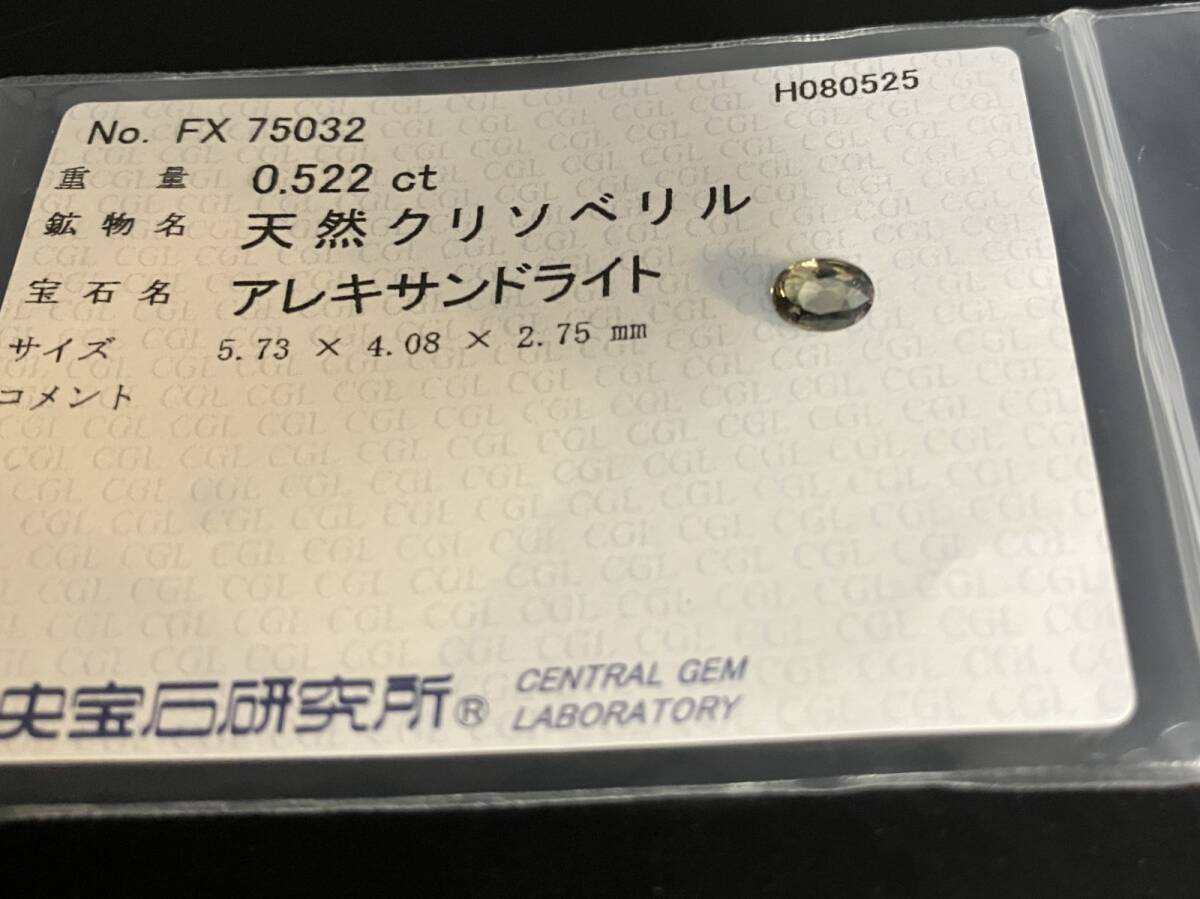 H080525
No. FX 75032
重量 0.522 ct
鉱物名 天然クリソベリル
宝石名 アレキサンドライト
サイズ 5.73 × 4.08 × 2.75 mm
コメント
央宝石研究所® CENTRAL GEM
LABORATORY